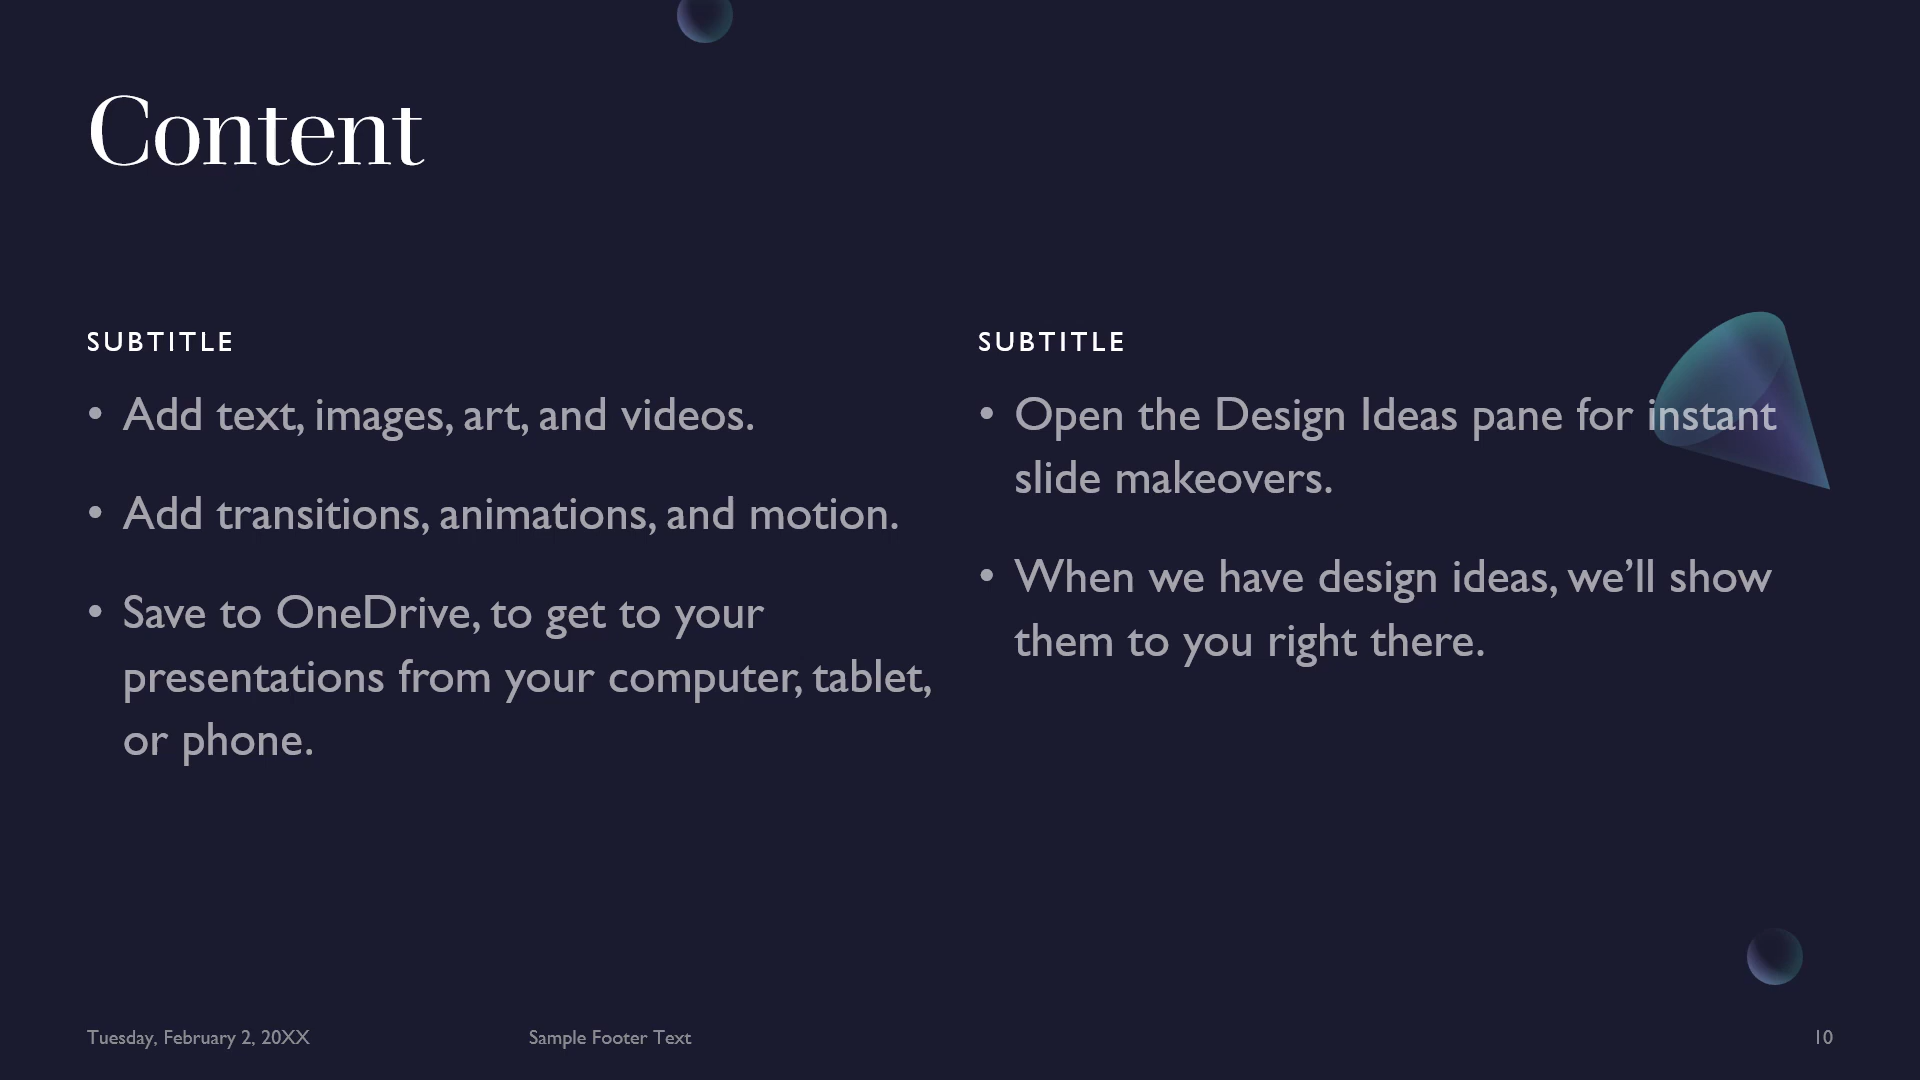 Content
SUBTITLE
• Add text, images, art, and videos.
• Add transitions, animations, and motion.
• Save to OneDrive, to get to your
presentations from your computer, tablet,
or phone.
SUBTITLE
• Open the Design Ideas pane for instant
slide makeovers.
• When we have design ideas, we’ll show
them to you right there.
Tuesday, February 2, 20XX
Sample Footer Text
10